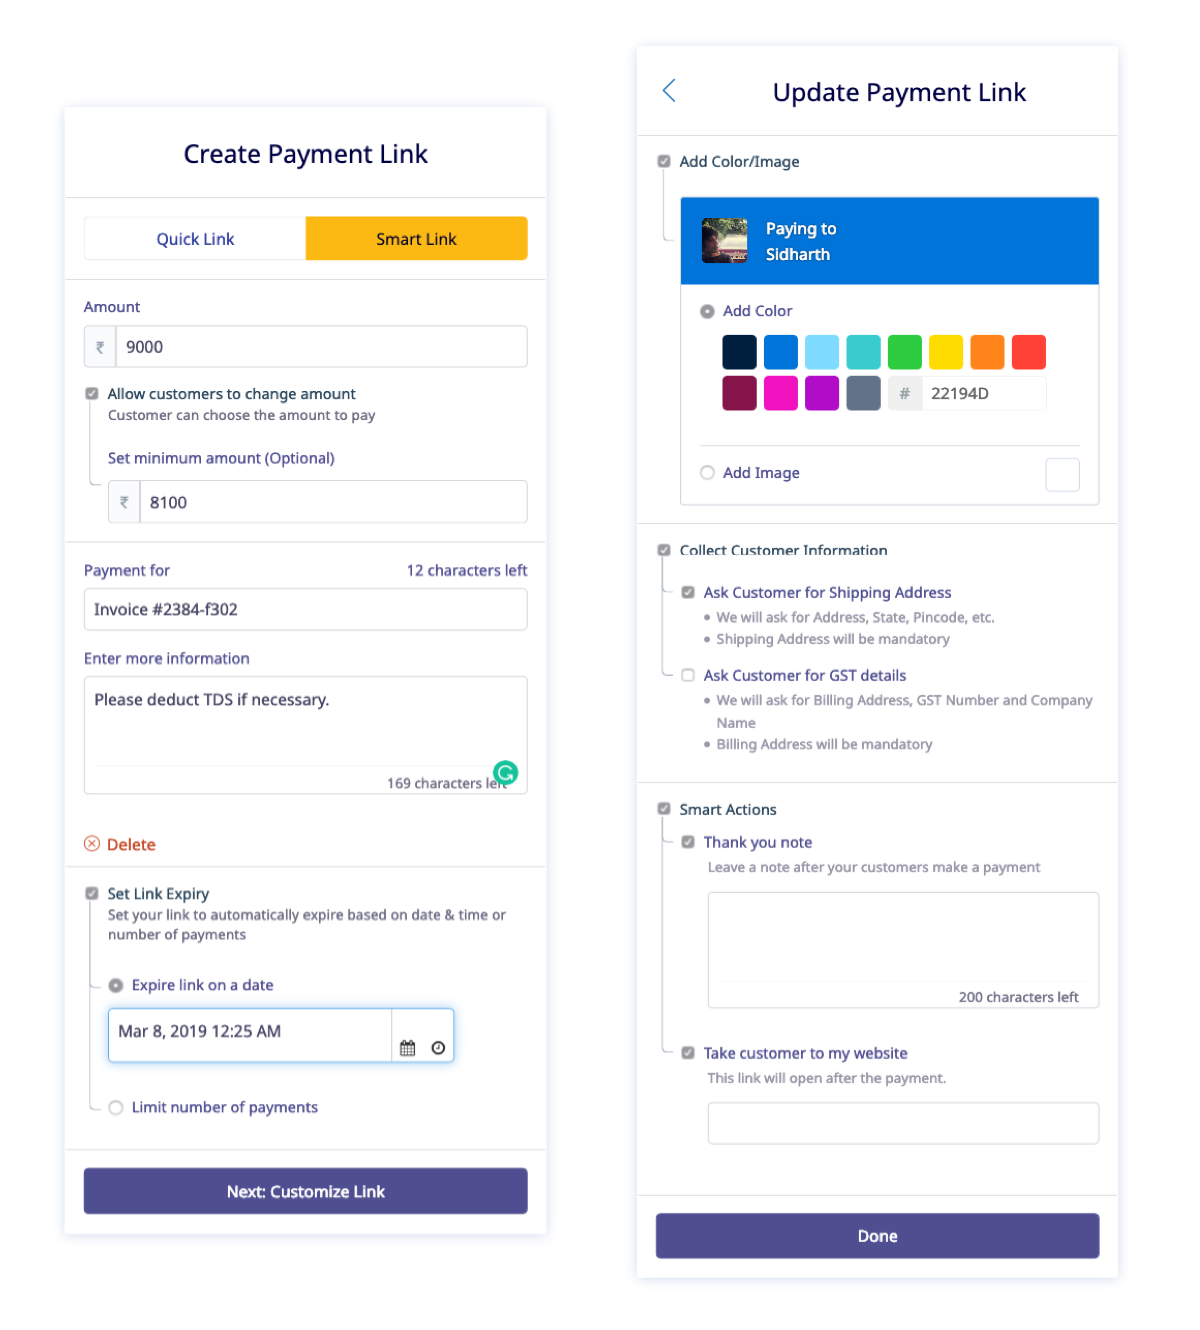 Create Payment Link
Quick Link
Smart Link
Amount
₹ 9000
Allow customers to change amount
Customer can choose the amount to pay
Set minimum amount (Optional)
₹ 8100
Payment for
12 characters left
Invoice #2384-f302
Enter more information
Please deduct TDS if necessary.
169 characters left
Delete
Set Link Expiry
Set your link to automatically expire based on date & time or
number of payments
Expire link on a date
Mar 8, 2019 12:25 AM
Limit number of payments
Next: Customize Link
Update Payment Link
Add Color/Image
Paying to
Sidharth
Add Color
# 22194D
Add Image
Collect Customer Information
Ask Customer for Shipping Address
• We will ask for Address, State, Pincode, etc.
• Shipping Address will be mandatory
Ask Customer for GST details
• We will ask for Billing Address, GST Number and Company
Name
• Billing Address will be mandatory
Smart Actions
Thank you note
Leave a note after your customers make a payment
200 characters left
Take customer to my website
This link will open after the payment.
Done